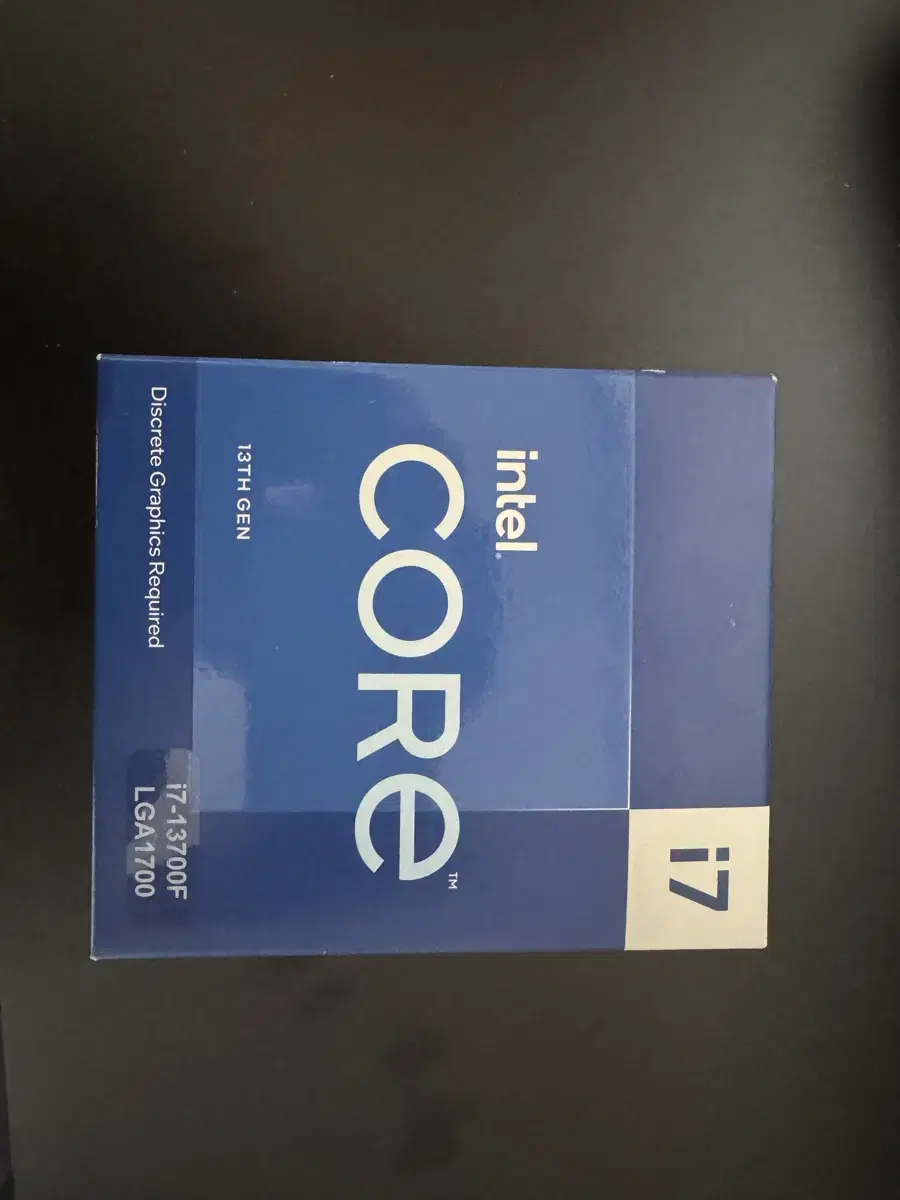 i7
intel
CORe™
13TH GEN
Discrete Graphics Required
i7-13700F
LGA1700